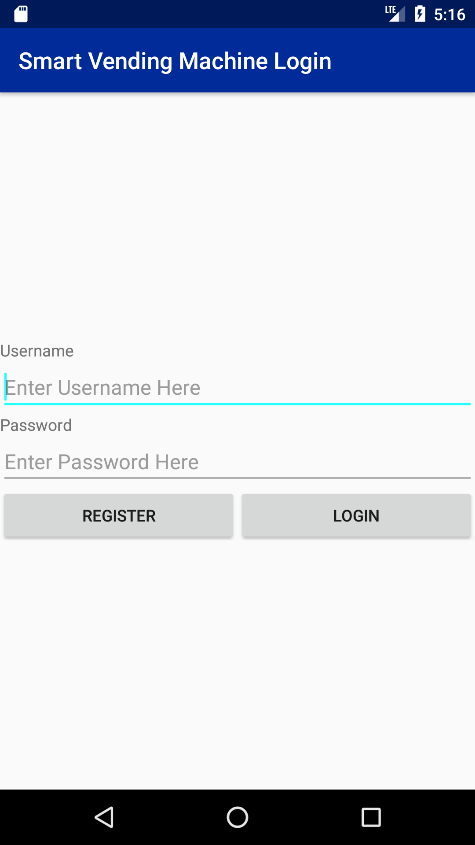 LTE 5:16
Smart Vending Machine Login
Username
Enter Username Here
Password
Enter Password Here
REGISTER LOGIN